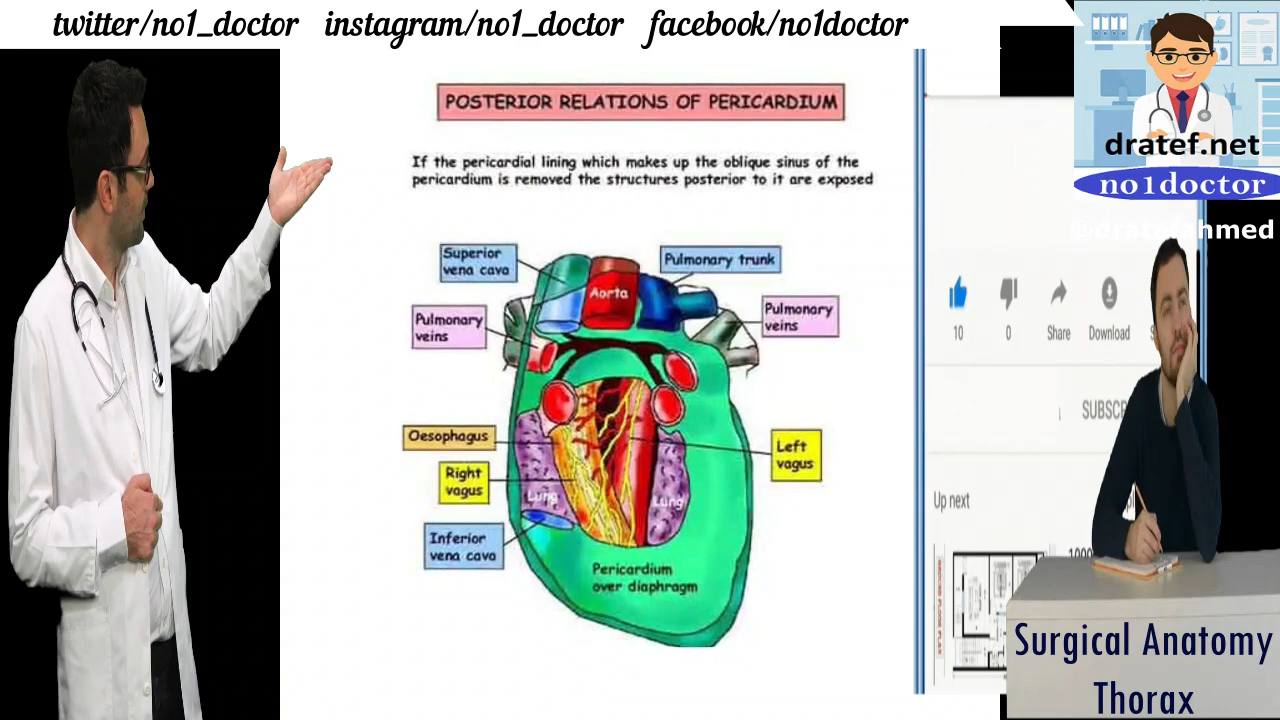 twitter/no1_doctor instagram/no1_doctor facebook/no1doctor
POSTERIOR RELATIONS OF PERICARDIUM
If the pericardial lining which makes up the oblique sinus of the
pericardium is removed the structures posterior to it are exposed
Superior
vena cava
Aorta
Pulmonary trunk
Pulmonary
veins
Pulmonary
veins
Oesophagus
Right
vagus
Left
vagus
Lung
Lung
Inferior
vena cava
Pericardium
over diaphragm
dratef.net
no1doctor
10
0
Share
Download
SUBSCR
Up next
Surgical Anatomy
Thorax